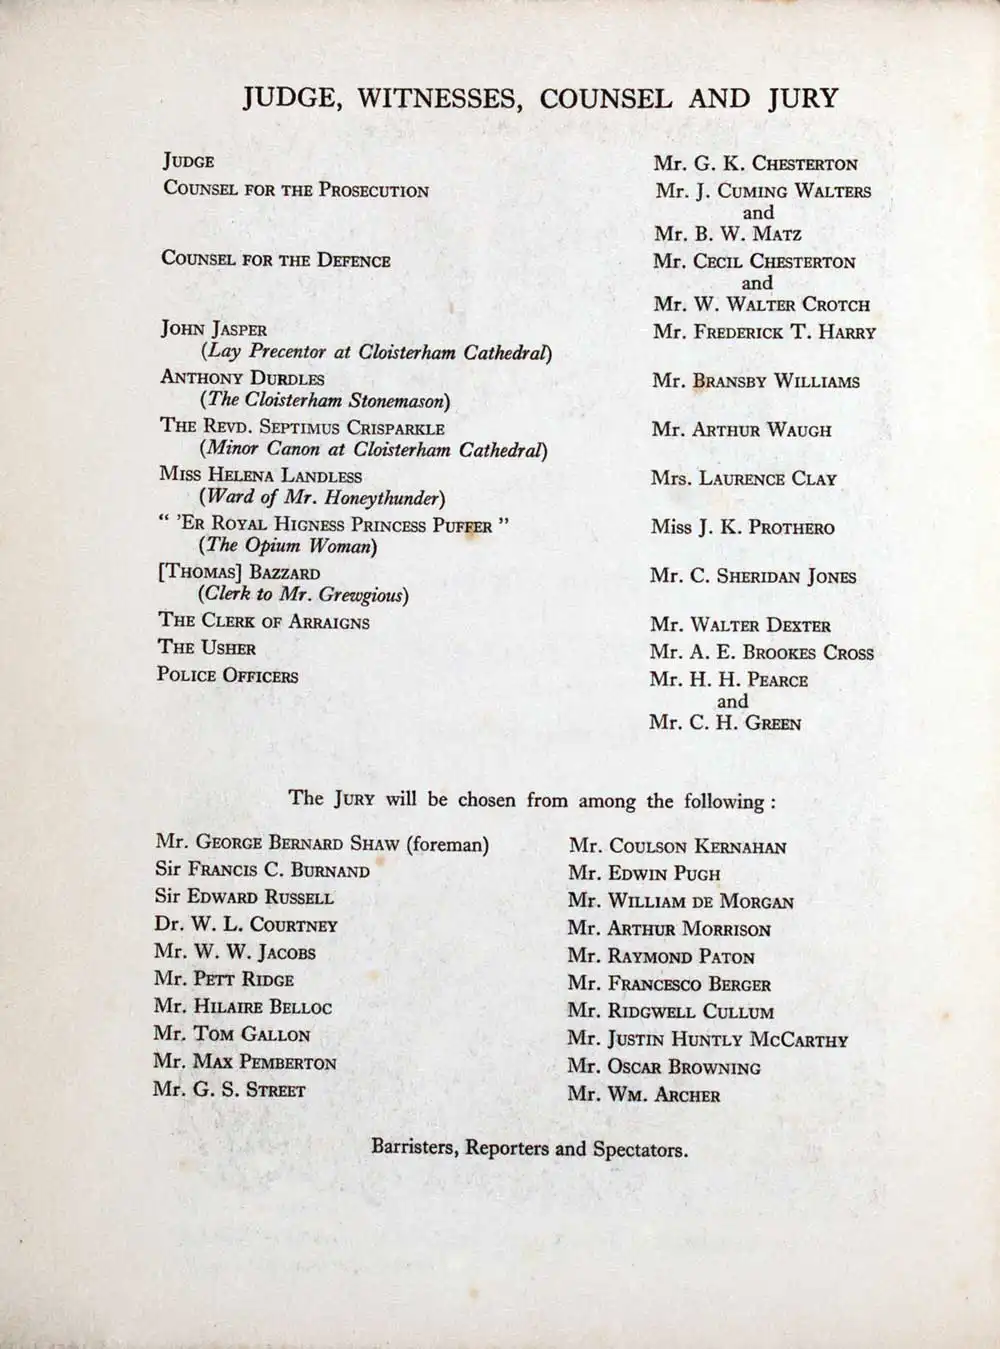 JUDGE, WITNESSES, COUNSEL AND JURY
JUDGE Mr. G. K. CHESTERTON
COUNSEL FOR THE PROSECUTION Mr. J. CUMING WALTERS
and
Mr. B. W. MATZ
COUNSEL FOR THE DEFENCE Mr. CECIL CHESTERTON
and
Mr. W. WALTER CROTCH
JOHN JASPER Mr. FREDERICK T. HARRY
(Lay Precentor at Cloisterham Cathedral)
ANTHONY DURDLES Mr. BRANSBY WILLIAMS
(The Cloisterham Stonemason)
THE REVD. SEPTIMUS CRISPARKLE Mr. ARTHUR WAUGH
(Minor Canon at Cloisterham Cathedral)
MISS HELENA LANDLESS Mrs. LAURENCE CLAY
(Ward of Mr. Honeythunder)
“ ’ER ROYAL HIGNESS PRINCESS PUFFER ” Miss J. K. PROTHERO
(The Opium Woman)
[THOMAS] BAZZARD Mr. C. SHERIDAN JONES
(Clerk to Mr. Grewgious)
THE CLERK OF ARRAIGNS Mr. WALTER DEXTER
THE USHER Mr. A. E. BROOKES CROSS
POLICE OFFICERS Mr. H. H. PEARCE
and
Mr. C. H. GREEN
The JURY will be chosen from among the following :
Mr. GEORGE BERNARD SHAW (foreman) Mr. COULSON KERNAHAN
Sir FRANCIS C. BURNAND Mr. EDWIN PUGH
Sir EDWARD RUSSELL Mr. WILLIAM DE MORGAN
Dr. W. L. COURTNEY Mr. ARTHUR MORRISON
Mr. W. W. JACOBS Mr. RAYMOND PATON
Mr. PETT RIDGE Mr. FRANCESCO BERGER
Mr. HILAIRE BELLOC Mr. RIDGWELL CULLUM
Mr. TOM GALLON Mr. JUSTIN HUNTLY MCCARTHY
Mr. MAX PEMBERTON Mr. OSCAR BROWNING
Mr. G. S. STREET Mr. WM. ARCHER
Barristers, Reporters and Spectators.